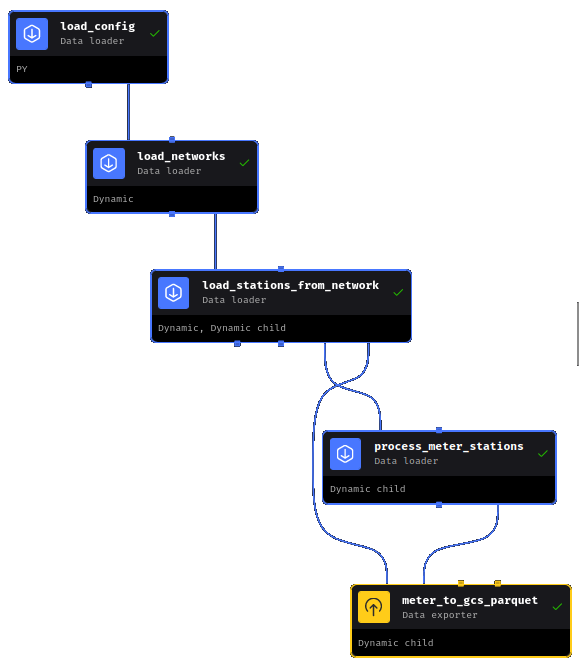 load_config
Data loader
PY
load_networks
Data loader
Dynamic
load_stations_from_network
Data loader
Dynamic, Dynamic child
process_meter_stations
Data loader
Dynamic child
meter_to_gcs_parquet
Data exporter
Dynamic child